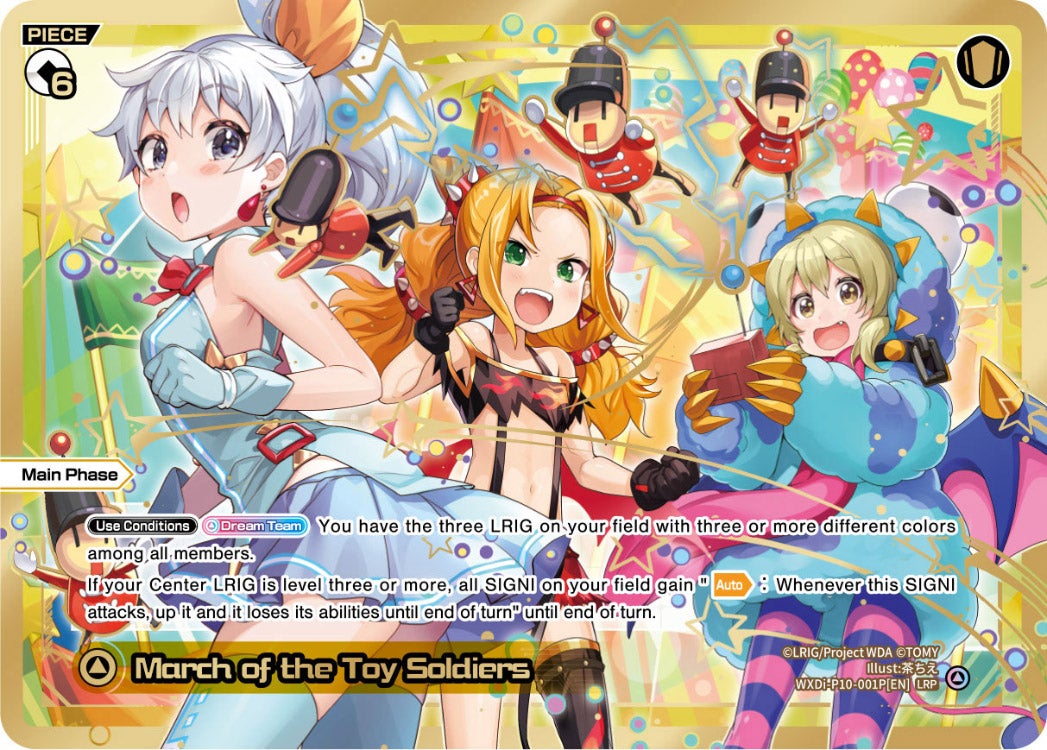 PIECE
6
Main Phase
Use Conditions Dream Team You have the three LRIG on your field with three or more different colors
among all members.
If your Center LRIG is level three or more, all SIGNI on your field gain " Auto : Whenever this SIGNI
attacks, up it and it loses its abilities until end of turn" until end of turn.
March of the Toy Soldiers
©LRIG/Project WDA ©TOMY
Illust:茶ちえ
WXDi-P10-001P[EN] LRP